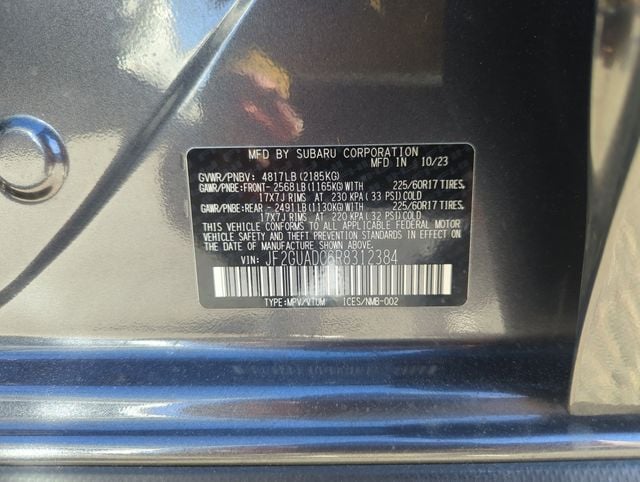 MFD BY SUBARU CORPORATION
MFD IN 10/23
GVWR/PNBV: 4817LB (2185KG)
GAWR/PNBE:FRONT- 2568LB(1165KG)WITH 225/60R17 TIRES,
17X7J RIMS AT 230 KPA (33 PSI)COLD
GAWR/PNBE:REAR - 2491LB(1130KG)WITH 225/60R17 TIRES,
17X7J RIMS AT 220 KPA (32 PSI)COLD
THIS VEHICLE CONFORMS TO ALL APPLICABLE FEDERAL MOTOR
VEHICLE SAFETY AND THEFT PREVENTION STANDARDS IN EFFECT ON
THE DATE OF MANUFACTURE SHOWN ABOVE.
VIN: JF2GUADC6R8312384
TYPE:MPV/VTUM ICES/NMB-002